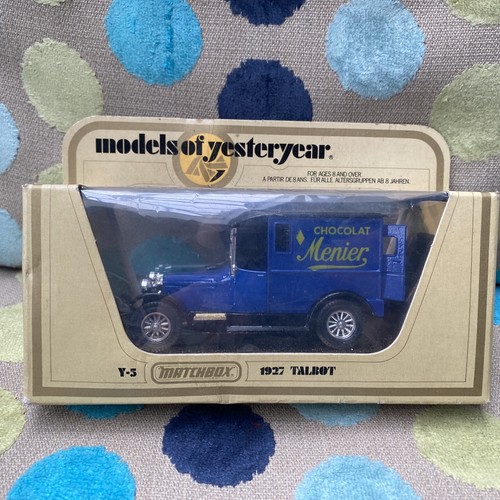 models of yesteryear®
FOR AGES 8 AND OVER.
A PARTIR DE 8 ANS. FÜR ALLE ALTERSGRUPPEN AB 8 JAHREN.
CHOCOLAT
Menier
Y-5 MATCHBOX 1927 TALBOT